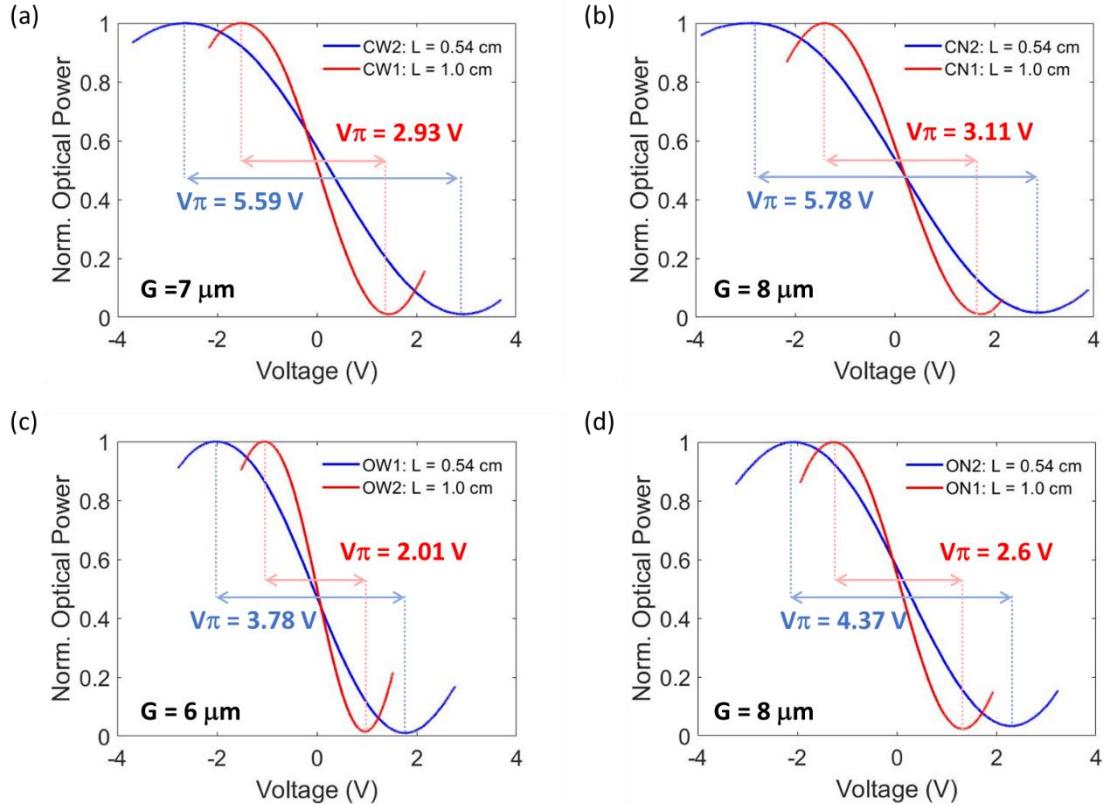 (a)
Norm. Optical Power
1
0.8
0.6
0.4
0.2
0
CW2: L = 0.54 cm
CW1: L = 1.0 cm
Vπ = 2.93 V
Vπ = 5.59 V
G =7 μm
-4 -2 0 2 4
Voltage (V)
(b)
Norm. Optical Power
1
0.8
0.6
0.4
0.2
0
CN2: L = 0.54 cm
CN1: L = 1.0 cm
Vπ = 3.11 V
Vπ = 5.78 V
G = 8 μm
-4 -2 0 2 4
Voltage (V)
(c)
Norm. Optical Power
1
0.8
0.6
0.4
0.2
0
OW1: L = 0.54 cm
OW2: L = 1.0 cm
Vπ = 2.01 V
Vπ = 3.78 V
G = 6 μm
-4 -2 0 2 4
Voltage (V)
(d)
Norm. Optical Power
1
0.8
0.6
0.4
0.2
0
ON2: L = 0.54 cm
ON1: L = 1.0 cm
Vπ = 2.6 V
Vπ = 4.37 V
G = 8 μm
-4 -2 0 2 4
Voltage (V)